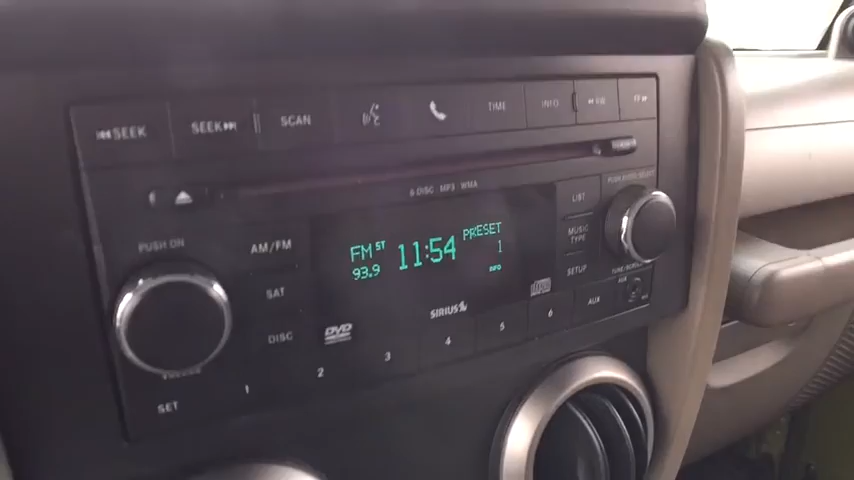 SEEK
SEEK
SCAN
TIME
INFO
RW
FF
6-DISC MP3 WMA
PUSH ON
AM/FM
SAT
DISC
SET
FM ST
93.9
11:54
PRESET
1
INFO
LIST
MUSIC
TYPE
SETUP
PUSH AUDIO/SELECT
TUNE/SCROLL
SIRIUS
DVD
1
2
3
4
5
6
AUX
AUX